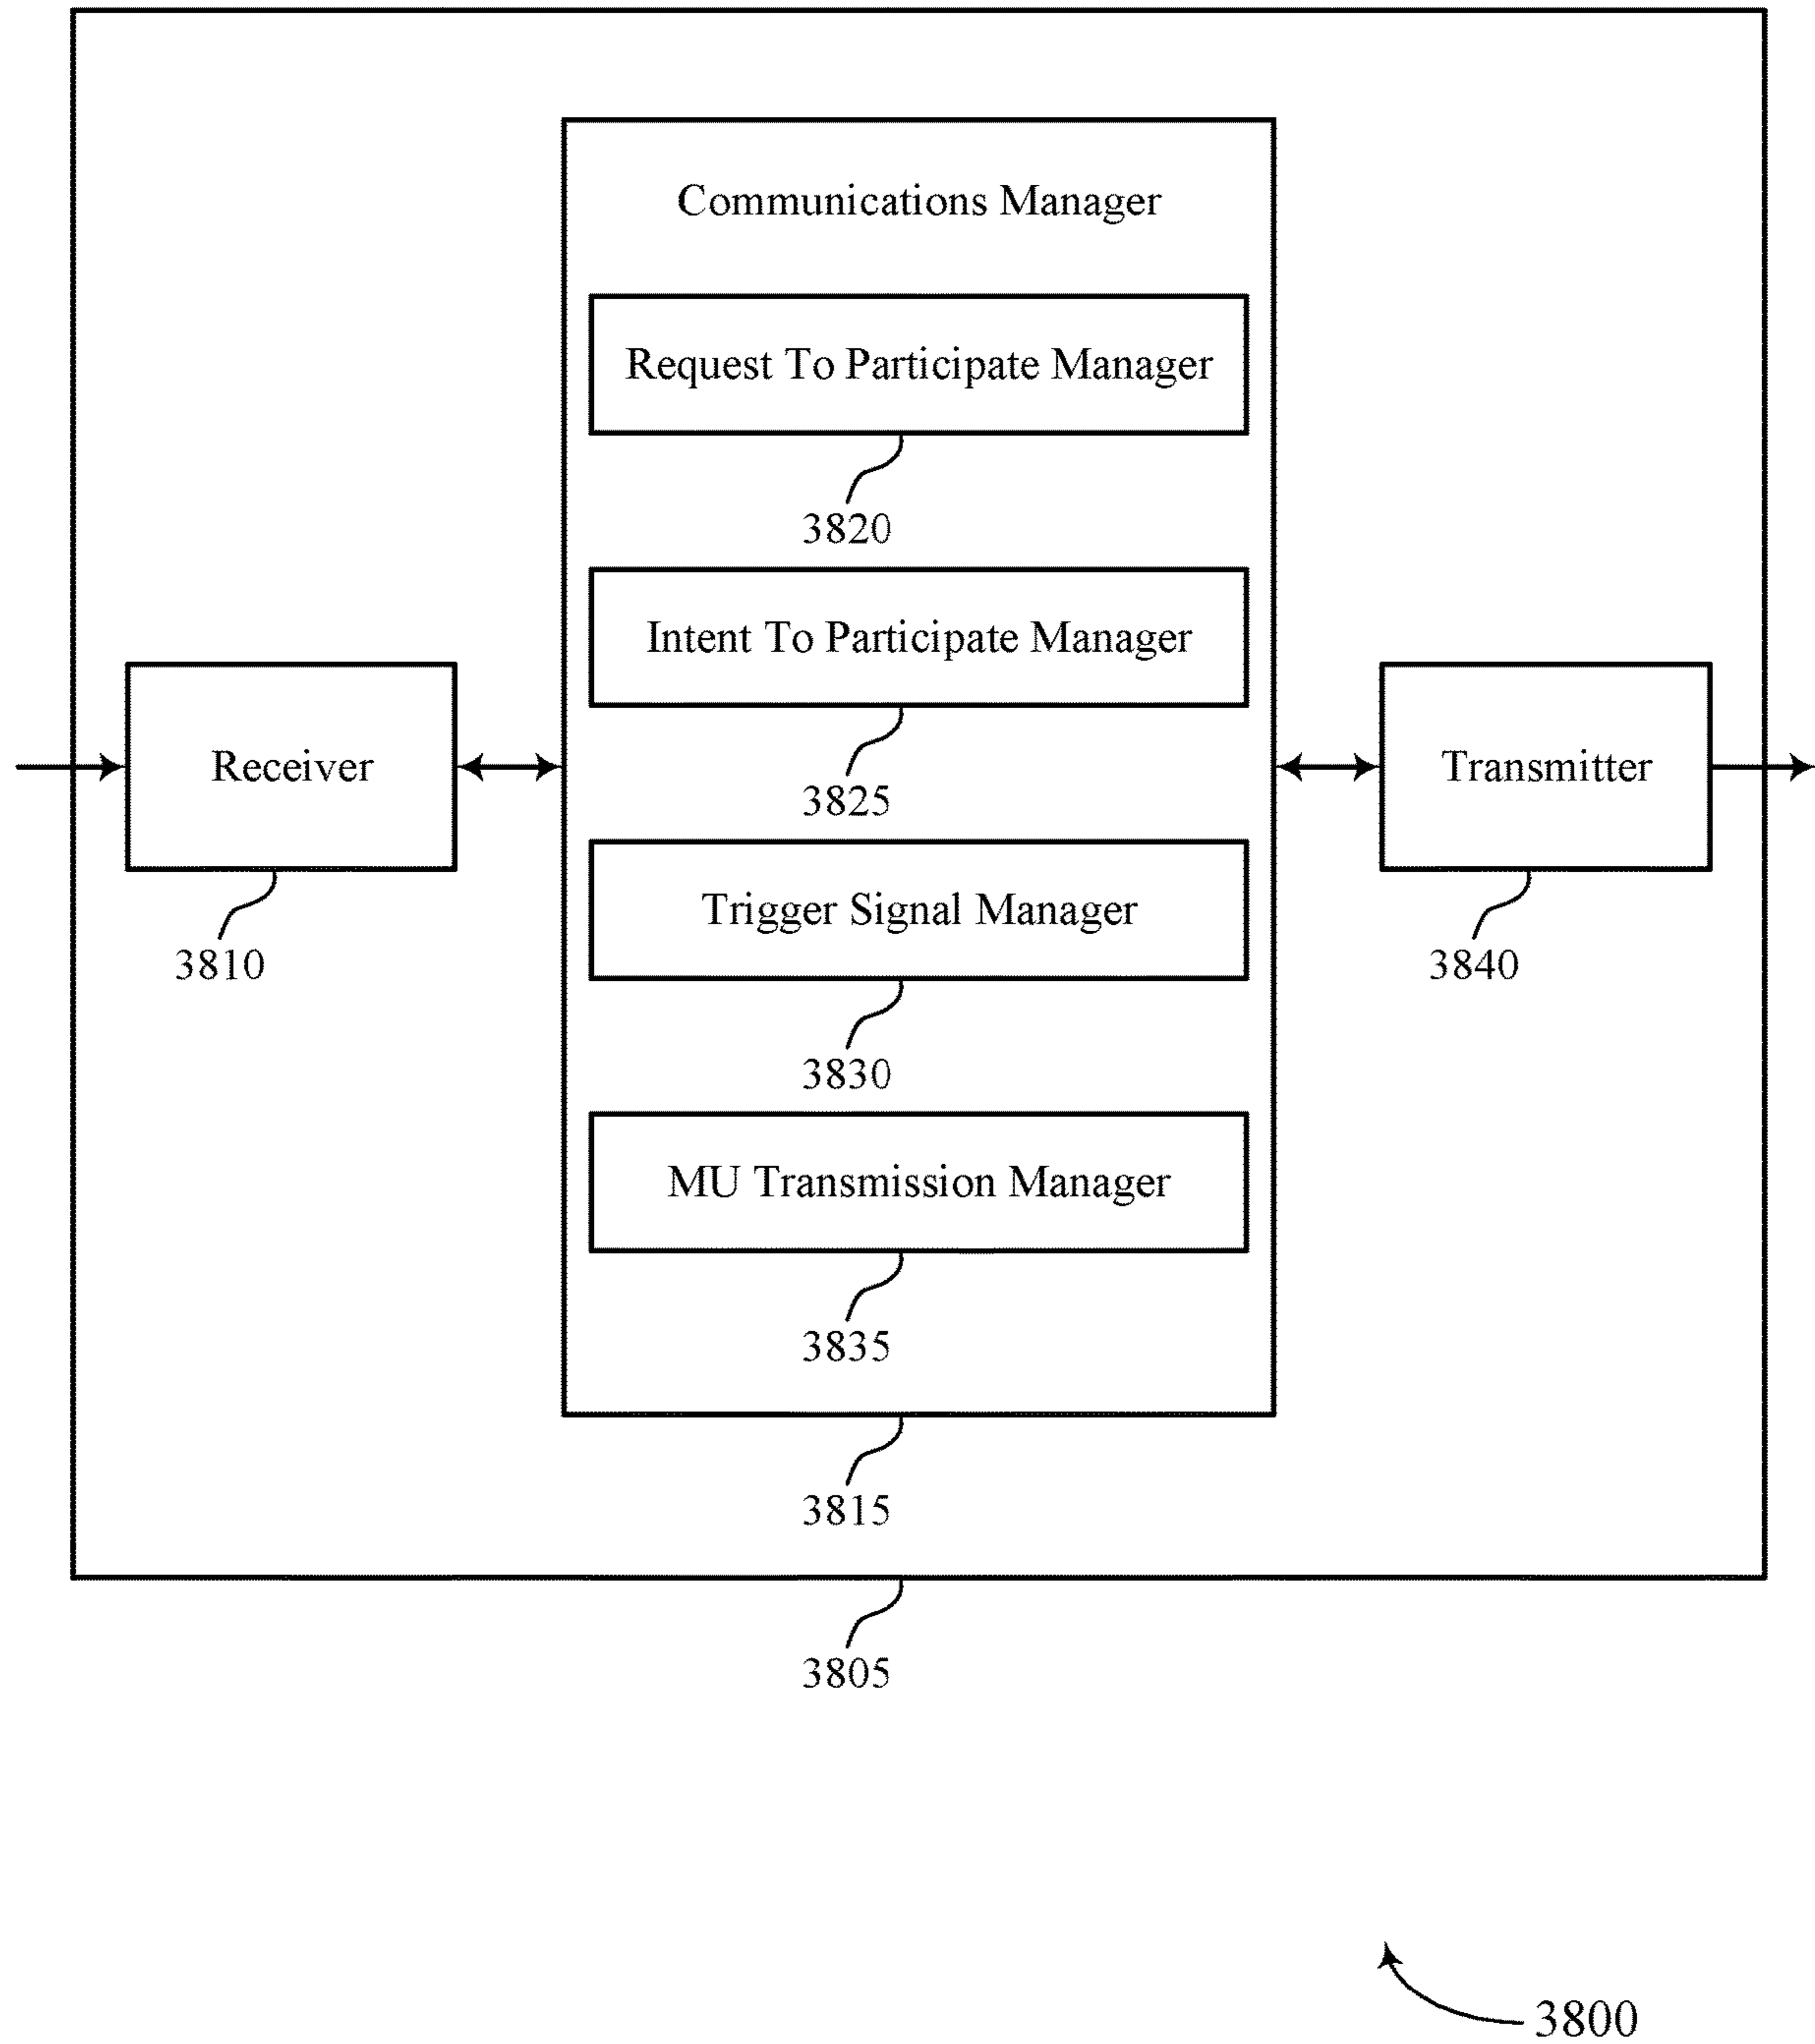 Communications Manager
Request To Participate Manager
3820
Intent To Participate Manager
3825
Receiver
3810
Transmitter
3840
Trigger Signal Manager
3830
MU Transmission Manager
3835
3815
3805
3800